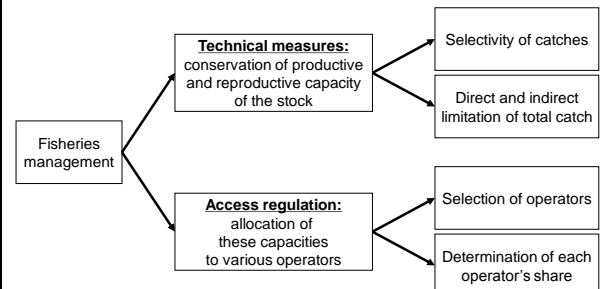 Fisheries
management
Technical measures:
conservation of productive
and reproductive capacity
of the stock
Access regulation:
allocation of
these capacities
to various operators
Selectivity of catches
Direct and indirect
limitation of total catch
Selection of operators
Determination of each
operator's share